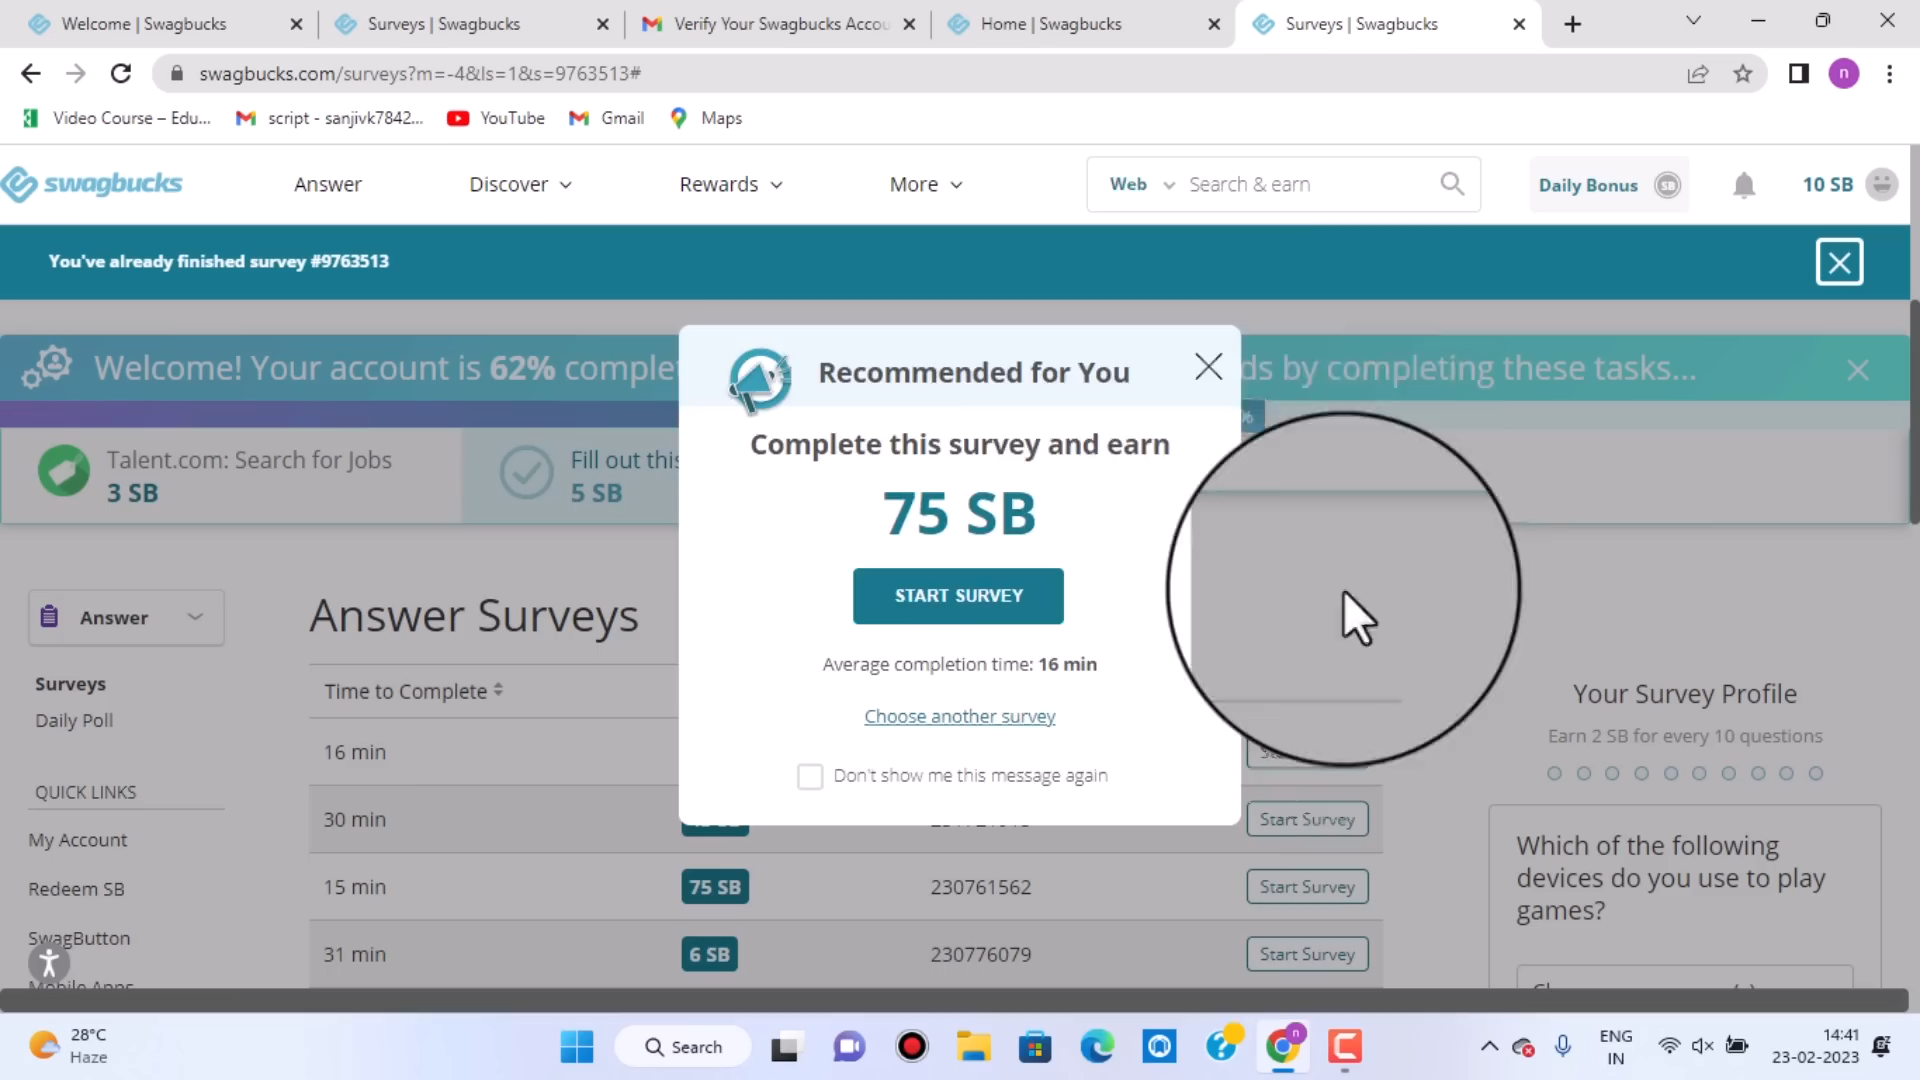 Welcome | Swagbucks
Surveys | Swagbucks
Verify Your Swagbucks Accou
Home | Swagbucks
Surveys | Swagbucks
n
swagbucks.com/surveys?m=-4&ls=1&s=9763513#
Video Course – Edu...
script - sanjivk7842...
YouTube
Gmail
Maps
swagbucks
Answer
Discover
Rewards
More
Web
Search & earn
Daily Bonus
SB
10 SB
You've already finished survey #9763513
Welcome! Your account is 62% comple
ds by completing these tasks...
%
Recommended for You
Complete this survey and earn
75 SB
START SURVEY
Average completion time: 16 min
Choose another survey
Don't show me this message again
Talent.com: Search for Jobs
3 SB
Fill out this
5 SB
Answer
Surveys
Daily Poll
QUICK LINKS
My Account
Redeem SB
SwagButton
Mobile Apps
Answer Surveys
Time to Complete
16 min
30 min
Start Survey
15 min
75 SB
230761562
Start Survey
31 min
6 SB
230776079
Start Survey
Your Survey Profile
Earn 2 SB for every 10 questions
Which of the following
devices do you use to play
games?
28°C
Haze
Search
n
ENG
IN
14:41
23-02-2023